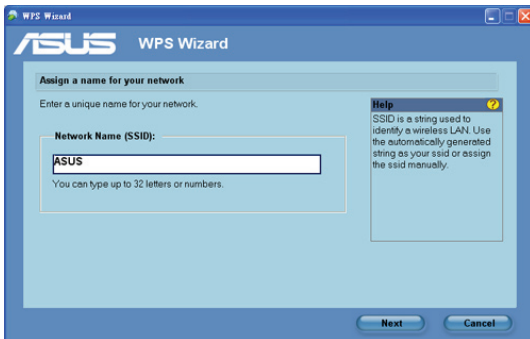 WPS Wizard
ASUS WPS Wizard
Assign a name for your network
Enter a unique name for your network.
Network Name (SSID):
ASUS
You can type up to 32 letters or numbers.
Help
SSID is a string used to
identify a wireless LAN. Use
the automatically generated
string as your ssid or assign
the ssid manually.
Next Cancel